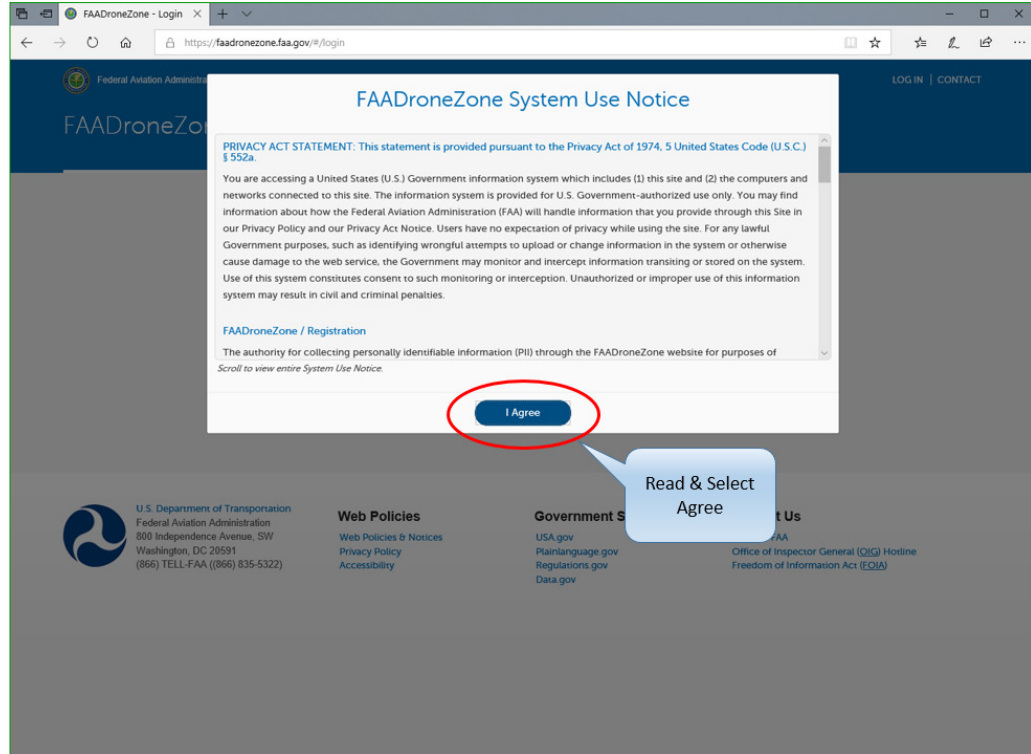 FAADroneZone - Login
https://faadronezone.faa.gov/#/login
Federal Aviation Administra
LOG IN | CONTACT
FAADroneZo
FAADroneZone System Use Notice
PRIVACY ACT STATEMENT: This statement is provided pursuant to the Privacy Act of 1974, 5 United States Code (U.S.C.)
§ 552a.
You are accessing a United States (U.S.) Government information system which includes (1) this site and (2) the computers and
networks connected to this site. The information system is provided for U.S. Government-authorized use only. You may find
information about how the Federal Aviation Administration (FAA) will handle information that you provide through this Site in
our Privacy Policy and our Privacy Act Notice. Users have no expectation of privacy while using the site. For any lawful
Government purposes, such as identifying wrongful attempts to upload or change information in the system or otherwise
cause damage to the web service, the Government may monitor and intercept information transiting or stored on the system.
Use of this system constitutes consent to such monitoring or interception. Unauthorized or improper use of this information
system may result in civil and criminal penalties.
FAADroneZone / Registration
The authority for collecting personally identifiable information (PII) through the FAADroneZone website for purposes of
Scroll to view entire System Use Notice.
I Agree
Read & Select
Agree
U.S. Department of Transportation
Federal Aviation Administration
800 Independence Avenue, SW
Washington, DC 20591
(866) TELL-FAA ((866) 835-5322)
Web Policies
Web Policies & Notices
Privacy Policy
Accessibility
Government S
USA.gov
Plainlanguage.gov
Regulations.gov
Data.gov
t Us
FAA
Office of Inspector General (OIG) Hotline
Freedom of Information Act (FOIA)